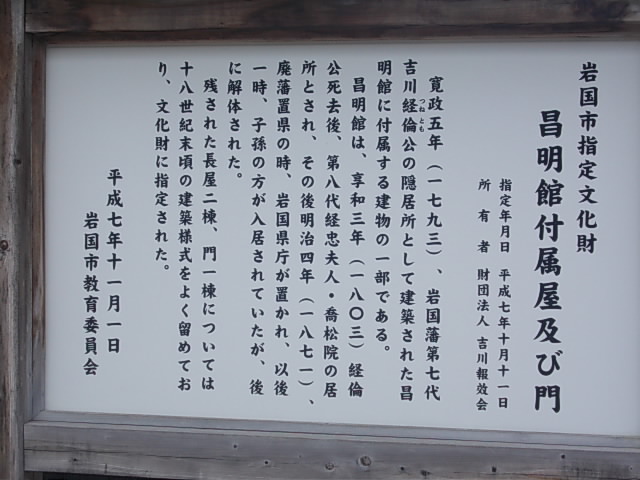 岩国市指定文化財
昌明館付属屋及び門
指定年月日　平成七年十月十一日
所有者　財団法人 吉川報效会
寛政五年（一七九三）、岩国藩第七代
吉川経倫公の隠居所として建築された昌
つねとも
明館に付属する建物の一部である。
昌明館は、享和三年（一八〇三）経倫
公死去後、第八代経忠夫人・喬松院の居
所とされ、その後明治四年（一八七一）、
廃藩置県の時、岩国県庁が置かれ、以後
一時、子孫の方が入居されていたが、後
に解体された。
残された長屋二棟、門一棟については
十八世紀末頃の建築様式をよく留めてお
り、文化財に指定された。
平成七年十一月一日
岩国市教育委員会